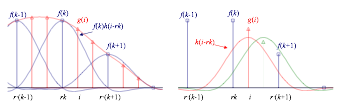 f(k-1)
f(k)
g(i)
f(k)h(i-rk)
f(k+1)
r (k-1)
rk
i
r (k+1)
f(k-1)
f(k)
g(i)
h(i-rk)
f(k+1)
r (k-1)
rk
i
r (k+1)